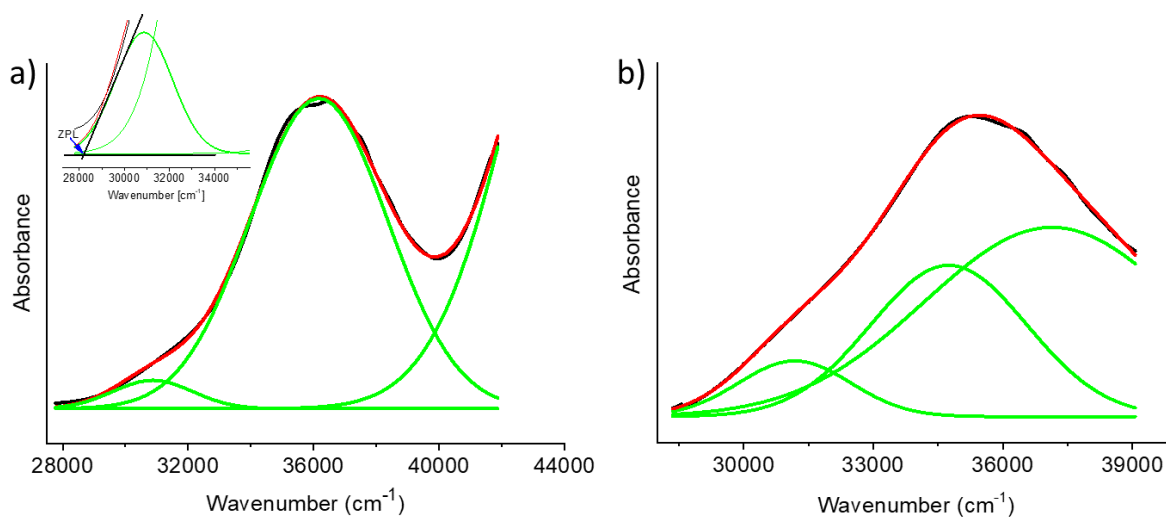 a)
ZPL
28000 30000 32000 34000
Wavenumber [cm⁻¹]
Absorbance
28000 32000 36000 40000 44000
Wavenumber (cm⁻¹)
b)
Absorbance
30000 33000 36000 39000
Wavenumber (cm⁻¹)